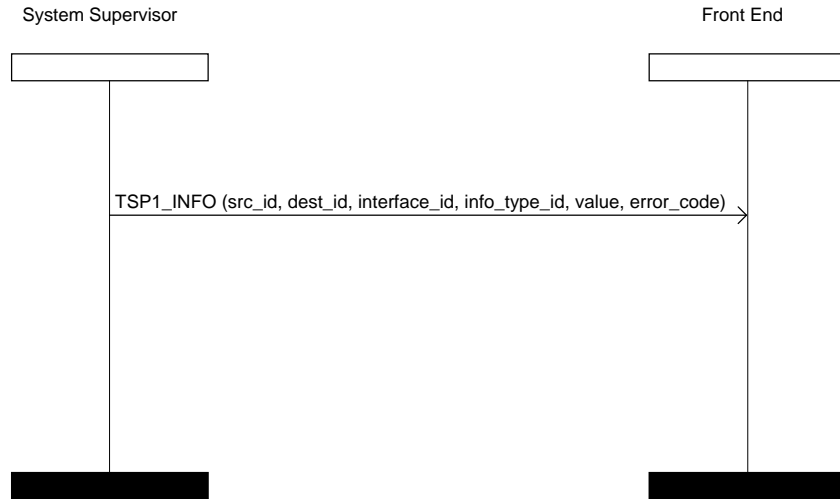 System Supervisor
Front End
TSP1_INFO (src_id, dest_id, interface_id, info_type_id, value, error_code)